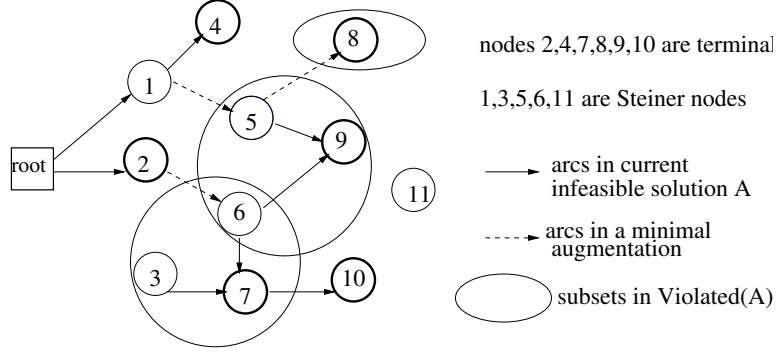 4
8
nodes 2,4,7,8,9,10 are terminal
1
1,3,5,6,11 are Steiner nodes
5
9
root
2
arcs in current
infeasible solution A
11
6
arcs in a minimal
augmentation
3
7
10
subsets in Violated(A)